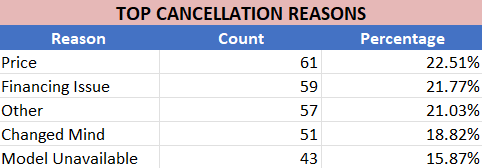 TOP CANCELLATION REASONS
Reason Count Percentage
Price 61 22.51%
Financing Issue 59 21.77%
Other 57 21.03%
Changed Mind 51 18.82%
Model Unavailable 43 15.87%